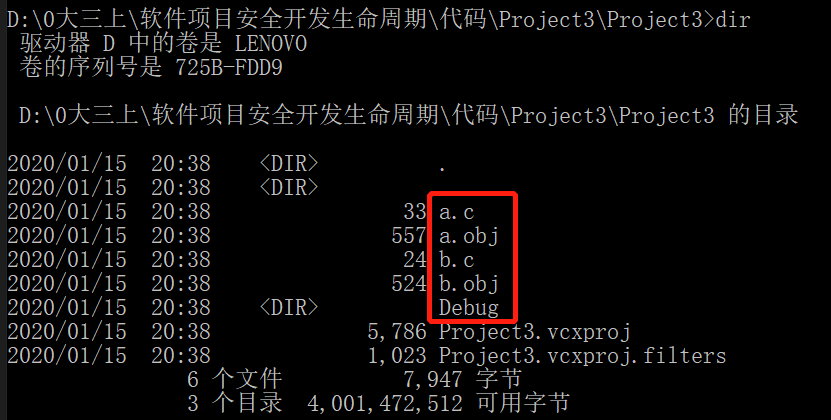 D:\0大三上\软件项目安全开发生命周期\代码\Project3\Project3>dir
驱动器 D 中的卷是 LENOVO
卷的序列号是 725B-FDD9
D:\0大三上\软件项目安全开发生命周期\代码\Project3\Project3 的目录
2020/01/15  20:38    <DIR>          .
2020/01/15  20:38    <DIR>
2020/01/15  20:38                33 a.c
2020/01/15  20:38               557 a.obj
2020/01/15  20:38                24 b.c
2020/01/15  20:38               524 b.obj
2020/01/15  20:38    <DIR>          Debug
2020/01/15  20:38             5,786 Project3.vcxproj
2020/01/15  20:38             1,023 Project3.vcxproj.filters
6 个文件          7,947 字节
3 个目录  4,001,472,512 可用字节